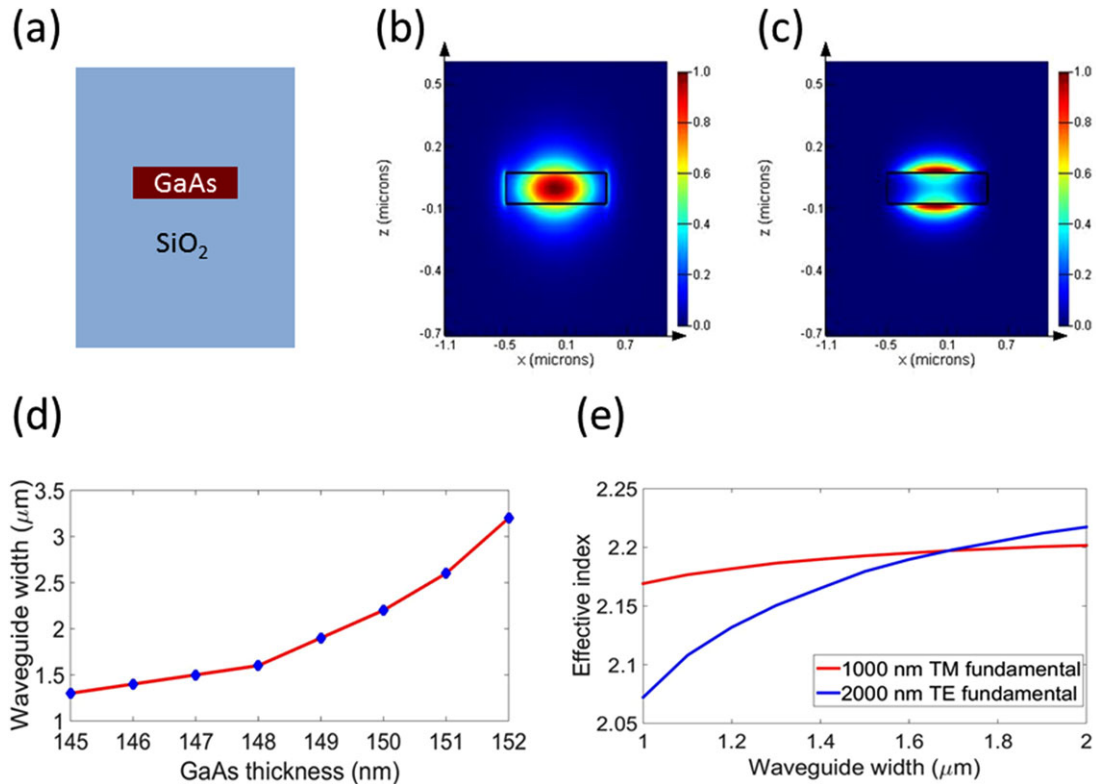 (a)
GaAs
SiO2
(b)
0.5
0.2
-0.1
-0.4
-0.7
z (microns)
-1.1 -0.5 0.1 0.7
x (microns)
1.0
0.8
0.6
0.4
0.2
0.0
(c)
0.5
0.2
-0.1
-0.4
-0.7
z (microns)
-1.1 -0.5 0.1 0.7
x (microns)
1.0
0.8
0.6
0.4
0.2
0.0
(d)
Waveguide width (μm)
3.5
3
2.5
2
1.5
1
145 146 147 148 149 150 151 152
GaAs thickness (nm)
(e)
Effective index
2.25
2.2
2.15
2.1
2.05
1000 nm TM fundamental
2000 nm TE fundamental
1 1.2 1.4 1.6 1.8 2
Waveguide width (μm)